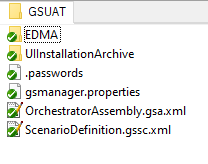 GSUAT
EDMA
UIInstallationArchive
.passwords
gsmanager.properties
OrchestratorAssembly.gsa.xml
ScenarioDefinition.gssc.xml